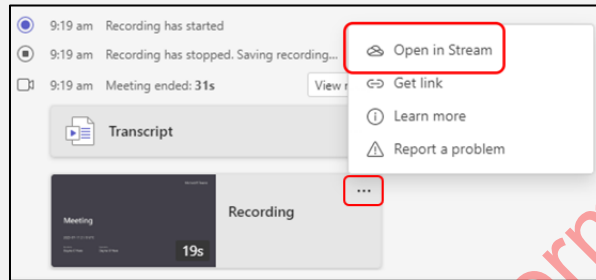 9:19 am Recording has started
9:19 am Recording has stopped. Saving recording...
9:19 am Meeting ended: 31s
View
Transcript
Recording
Meeting
19s
...
Open in Stream
Get link
Learn more
Report a problem